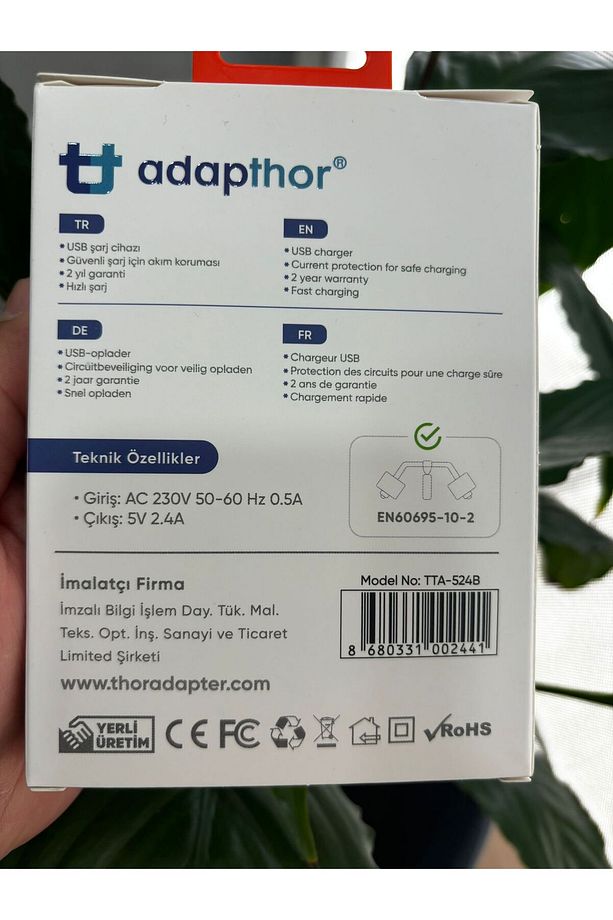 adapthor®
TR
• USB şarj cihazı
• Güvenli şarj için akım koruması
• 2 yıl garanti
• Hızlı şarj
EN
• USB charger
• Current protection for safe charging
• 2 year warranty
• Fast charging
DE
• USB-oplader
• Circuitbeveiliging voor veilig opladen
• 2 jaar garantie
• Snel opladen
FR
• Chargeur USB
• Protection des circuits pour une charge sûre
• 2 ans de garantie
• Chargement rapide
Teknik Özellikler
• Giriş: AC 230V 50-60 Hz 0.5A
• Çıkış: 5V 2.4A
EN60695-10-2
İmalatçı Firma
İmzalı Bilgi İşlem Day. Tük. Mal.
Teks. Opt. İnş. Sanayi ve Ticaret
Limited Şirketi
www.thoradapter.com
Model No: TTA-524B
8 680331 002441
YERLİ
ÜRETİM
CE FC RoHS